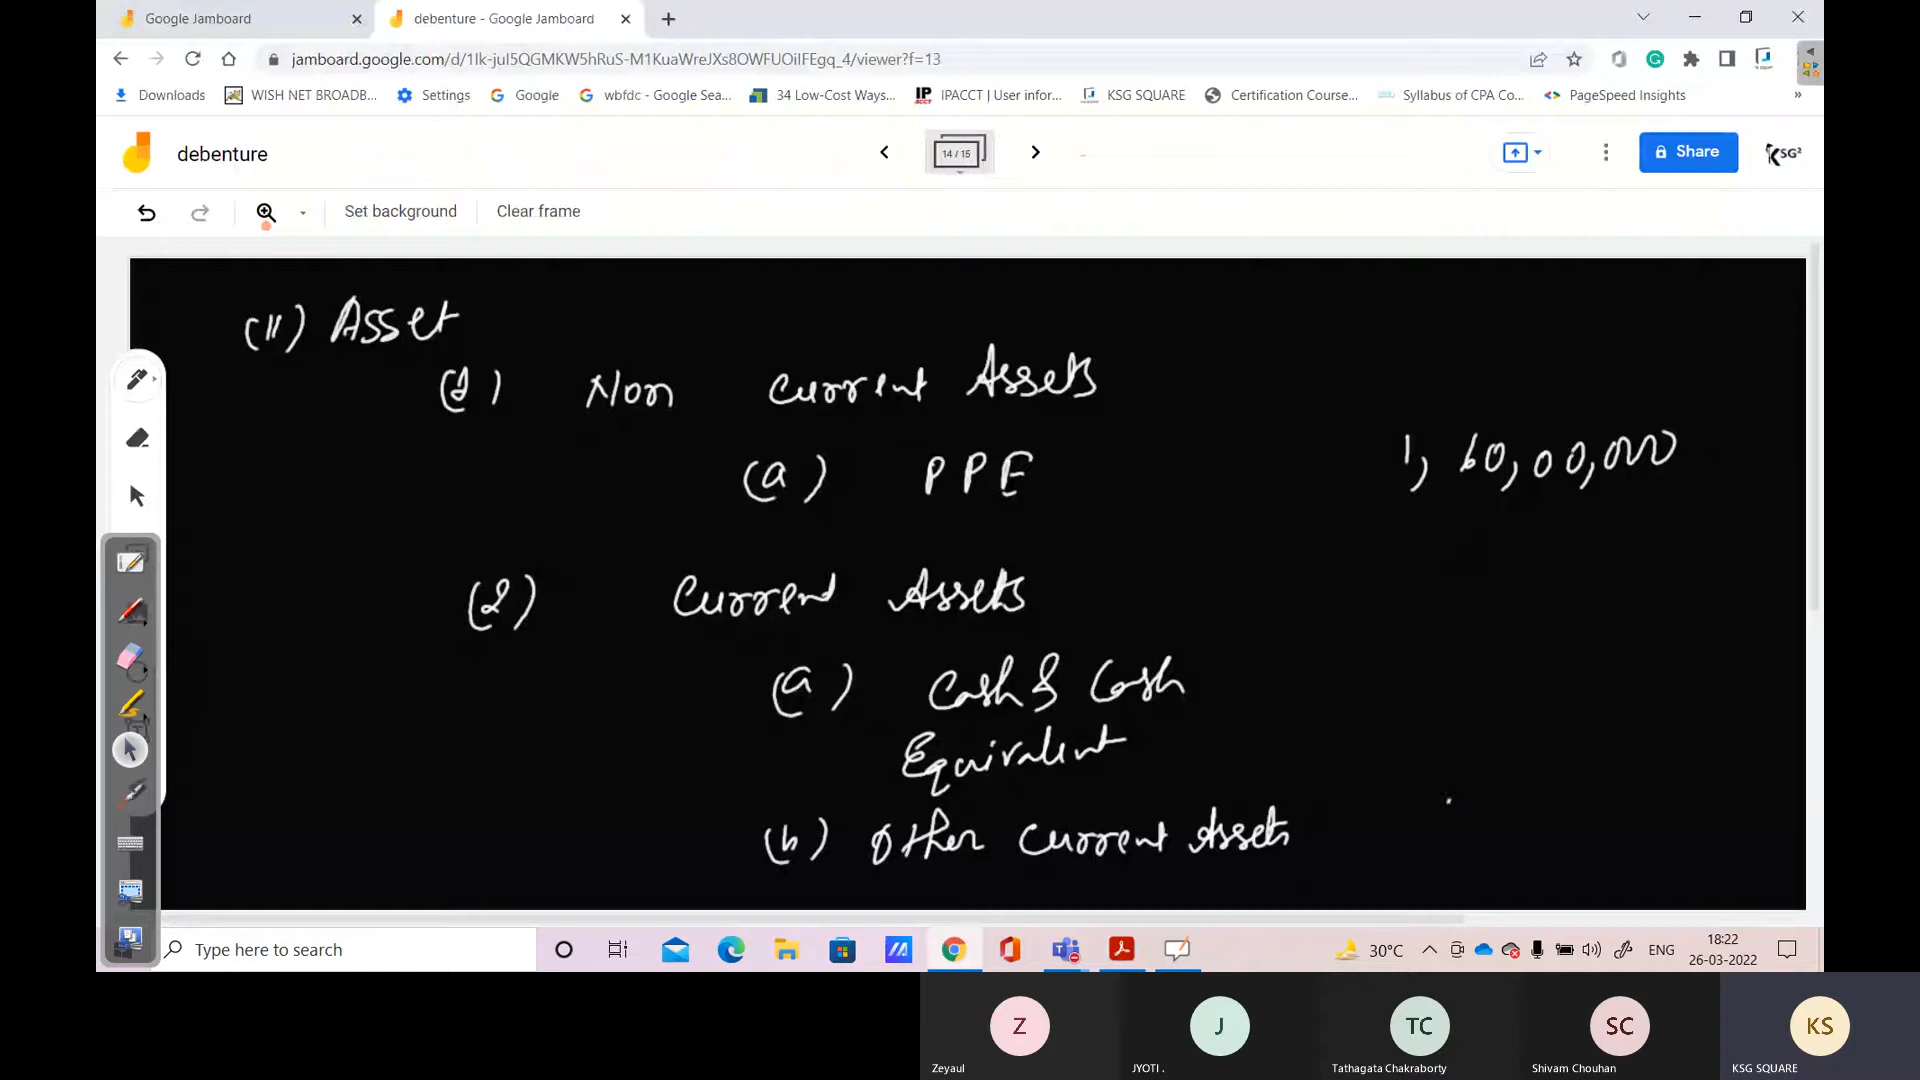 Google Jamboard
debenture - Google Jamboard
jamboard.google.com/d/1Ik-jul5QGMKW5hRuS-M1KuaWreJXs8OWFUOiIFEgq_4/viewer?f=13
Downloads WISH NET BROADB... Settings Google wbfdc - Google Sea... 34 Low-Cost Ways... IPACCT | User infor... KSG SQUARE Certification Course... Syllabus of CPA Co... PageSpeed Insights »
debenture
14 / 15
Share
KSG²
Set background
Clear frame
(II) Asset
(1) Non Current Assets
(a) PPE 1,60,00,000
(2) Current Assets
(a) Cash & Cash
Equivalent
(b) Other Current Assets
Type here to search
30°C
ENG
18:22
26-03-2022
Z
J
TC
SC
KS
Zeyaul
JYOTI .
Tathagata Chakraborty
Shivam Chouhan
KSG SQUARE